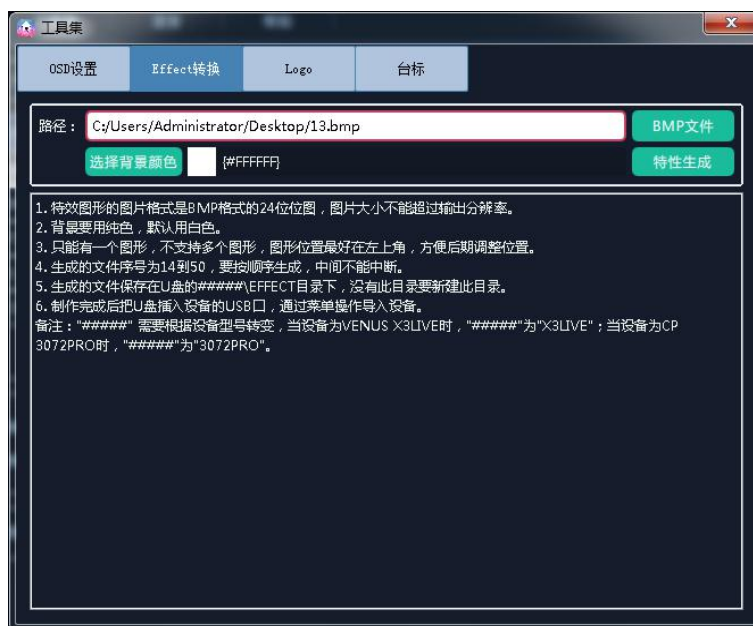 工具集
X
OSD设置 Effect转换 Logo 台标
路径： C:/Users/Administrator/Desktop/13.bmp BMP文件
选择背景颜色 {#FFFFFF} 特性生成
1. 特效图形的图片格式是BMP格式的24位位图，图片大小不能超过输出分辨率。
2. 背景要用纯色，默认用白色。
3. 只能有一个图形，不支持多个图形，图形位置最好在左上角，方便后期调整位置。
4. 生成的文件序号为14到50，要按顺序生成，中间不能中断。
5. 生成的文件保存在U盘的#####\EFFECT目录下，没有此目录要新建此目录。
6. 制作完成后把U盘插入设备的USB口，通过菜单操作导入设备。
备注："#####" 需要根据设备型号转变，当设备为VENUS X3LIVE时，"#####"为"X3LIVE"；当设备为CP
3072PRO时，"#####"为"3072PRO"。